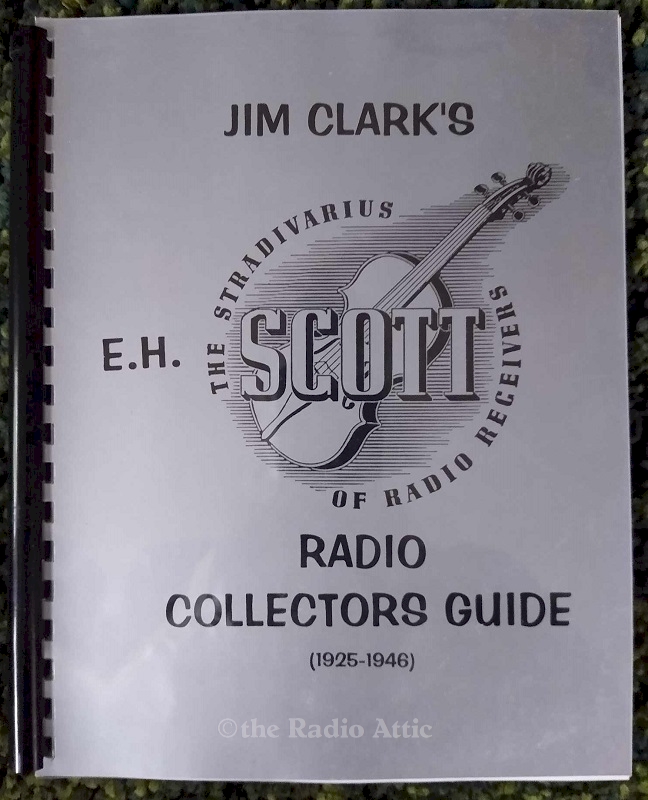 JIM CLARK'S
THE STRADIVARIUS
E.H.
SCOTT
OF RADIO RECEIVERS
RADIO
COLLECTORS GUIDE
(1925-1946)
©the Radio Attic